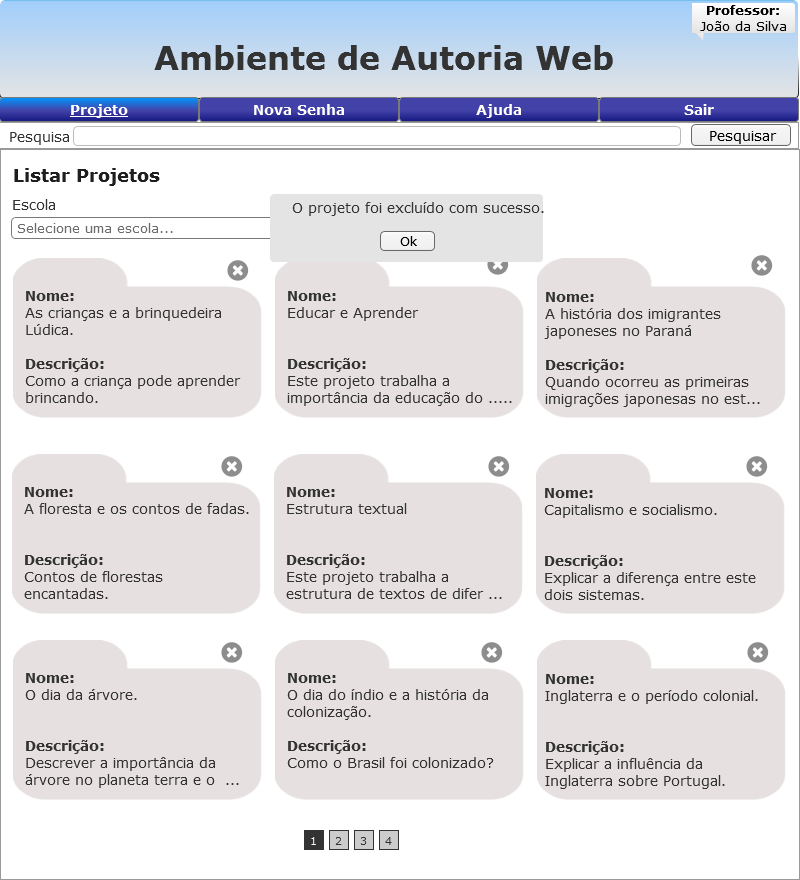 Professor:
João da Silva
Ambiente de Autoria Web
Projeto
Nova Senha
Ajuda
Sair
Pesquisa
Pesquisar
Listar Projetos
Escola
Selecione uma escola...
O projeto foi excluído com sucesso.
Ok
Nome:
As crianças e a brinquedeira
Lúdica.
Descrição:
Como a criança pode aprender
brincando.
Nome:
Educar e Aprender
Descrição:
Este projeto trabalha a
importância da educação do .....
Nome:
A história dos imigrantes
japoneses no Paraná
Descrição:
Quando ocorreu as primeiras
imigrações japonesas no est...
Nome:
A floresta e os contos de fadas.
Descrição:
Contos de florestas
encantadas.
Nome:
Estrutura textual
Descrição:
Este projeto trabalha a
estrutura de textos de difer ...
Nome:
Capitalismo e socialismo.
Descrição:
Explicar a diferença entre este
dois sistemas.
Nome:
O dia da árvore.
Descrição:
Descrever a importância da
árvore no planeta terra e o ...
Nome:
O dia do índio e a história da
colonização.
Descrição:
Como o Brasil foi colonizado?
Nome:
Inglaterra e o período colonial.
Descrição:
Explicar a influência da
Inglaterra sobre Portugal.
1 2 3 4